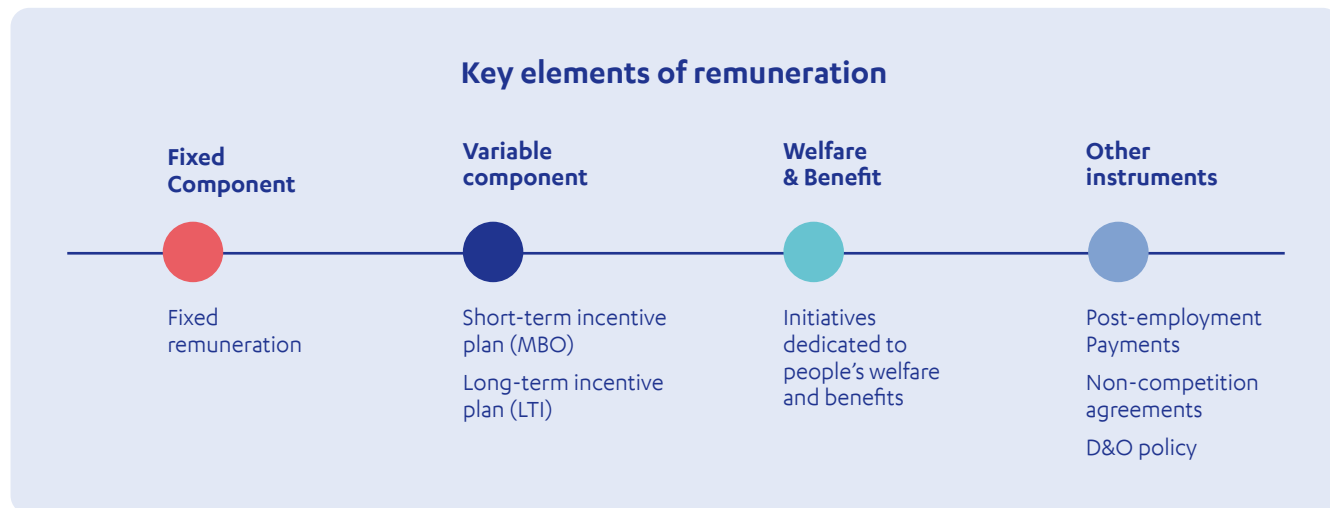 Key elements of remuneration
Fixed
Component
Fixed
remuneration
Variable
component
Short-term incentive
plan (MBO)
Long-term incentive
plan (LTI)
Welfare
& Benefit
Initiatives
dedicated to
people’s welfare
and benefits
Other
instruments
Post-employment
Payments
Non-competition
agreements
D&O policy